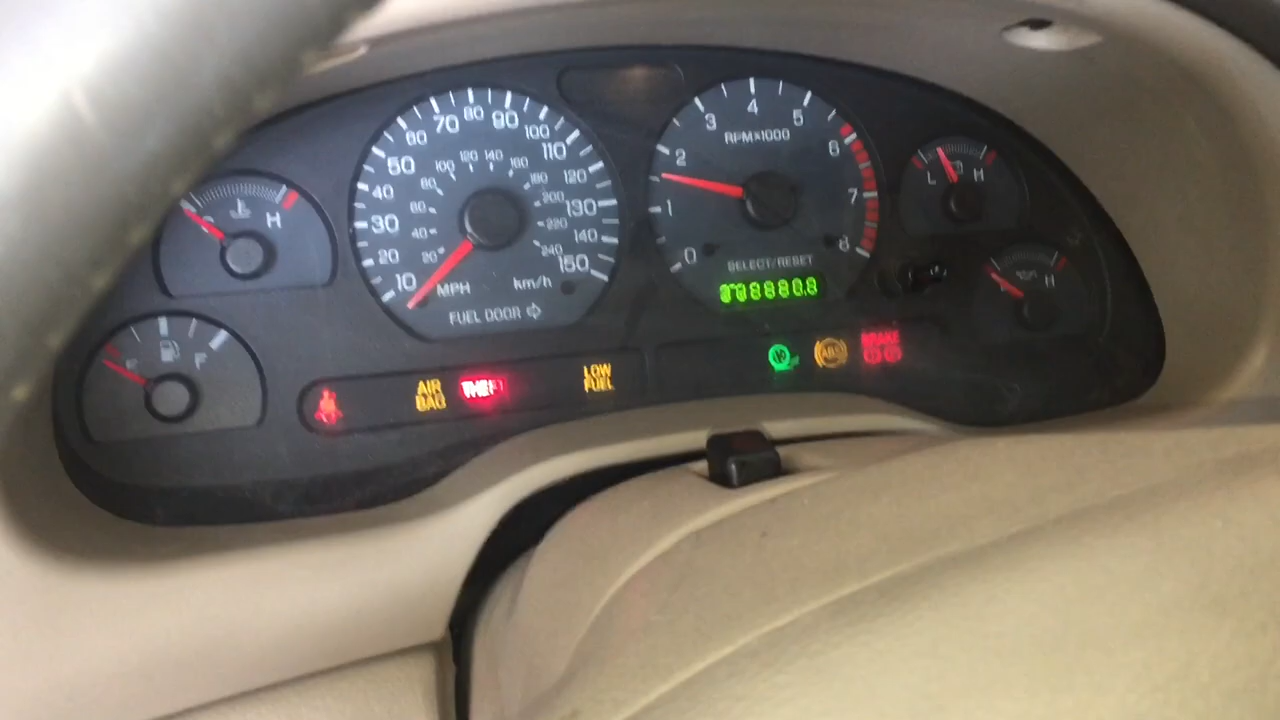 H
10
20
30
40
50
60
70
80
90
100
110
120
130
140
150
20
40
60
80
100
120
140
160
180
200
220
240
MPH
km/h
FUEL DOOR
0
1
2
3
4
5
6
7
8
RPM×1000
SELECT/RESET
L H
H
F
AIR
BAG
THEFT
LOW
FUEL
ABS
BRAKE